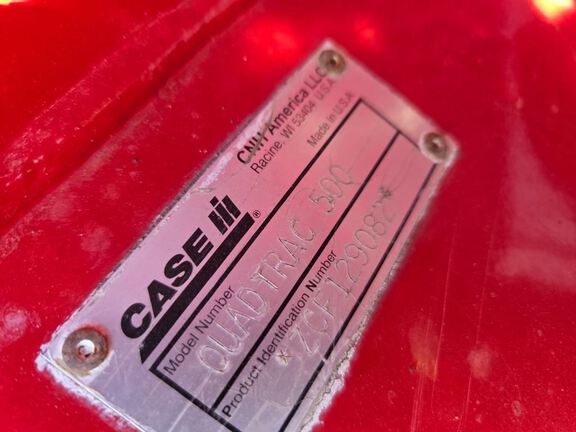 CASE IH
®
CNH America LLC
Racine, WI 53404 U.S.A.
Made in U.S.A.
Model Number
QUADTRAC 500
Product Identification Number
*ZCF129082*